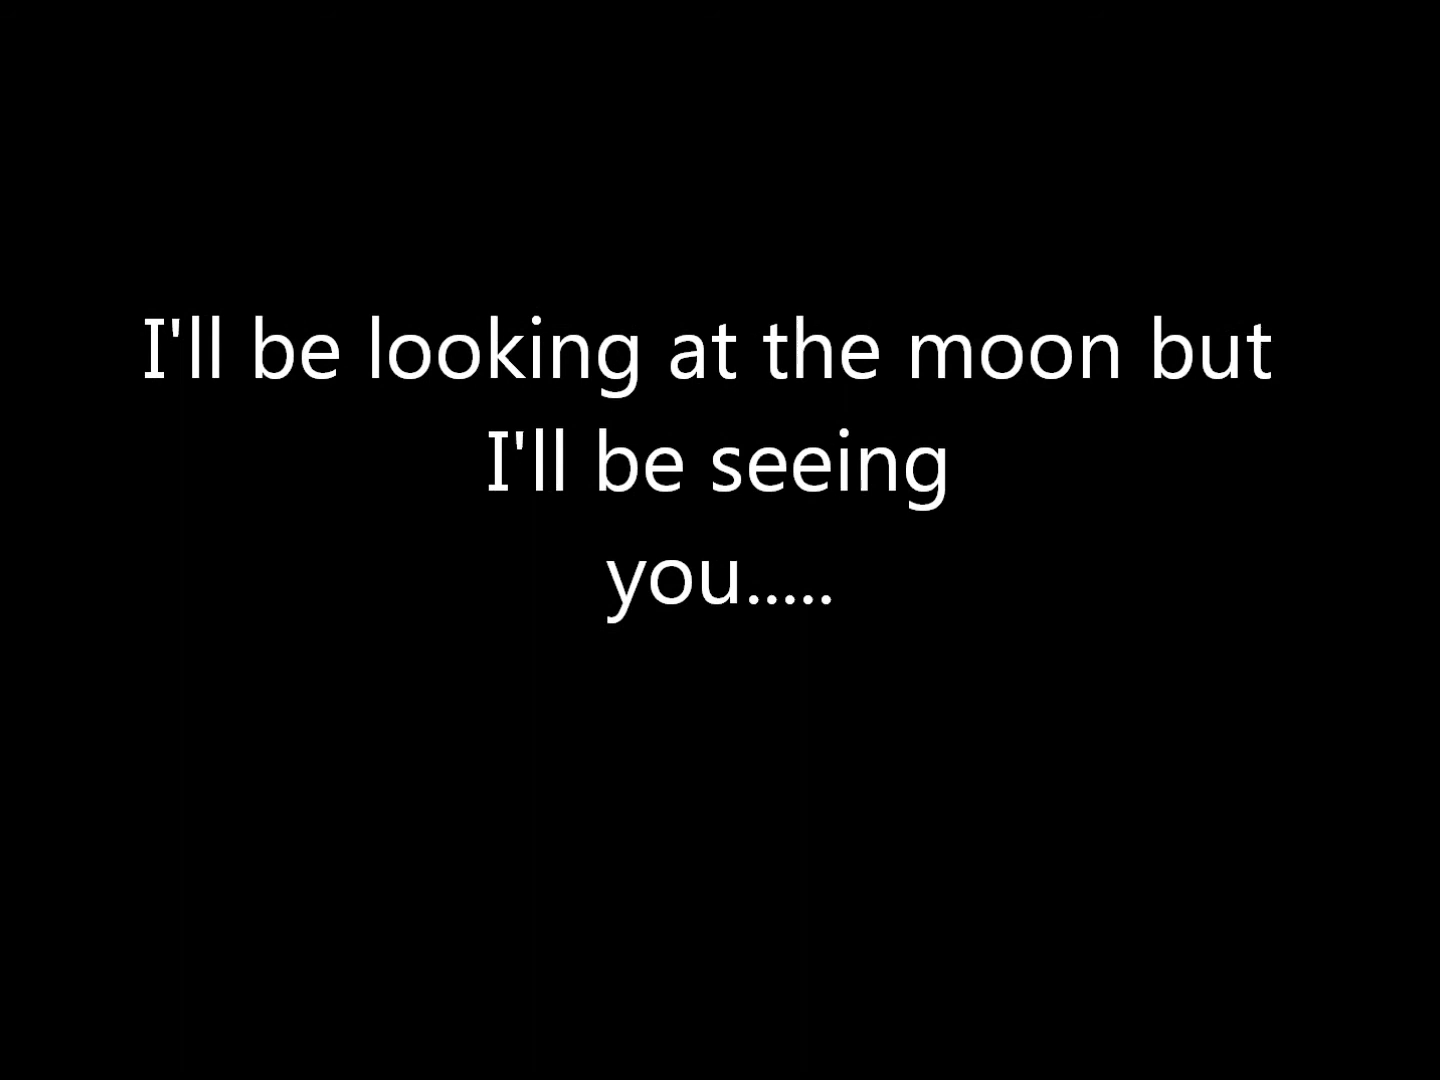 I'll be looking at the moon but
I'll be seeing
you.....